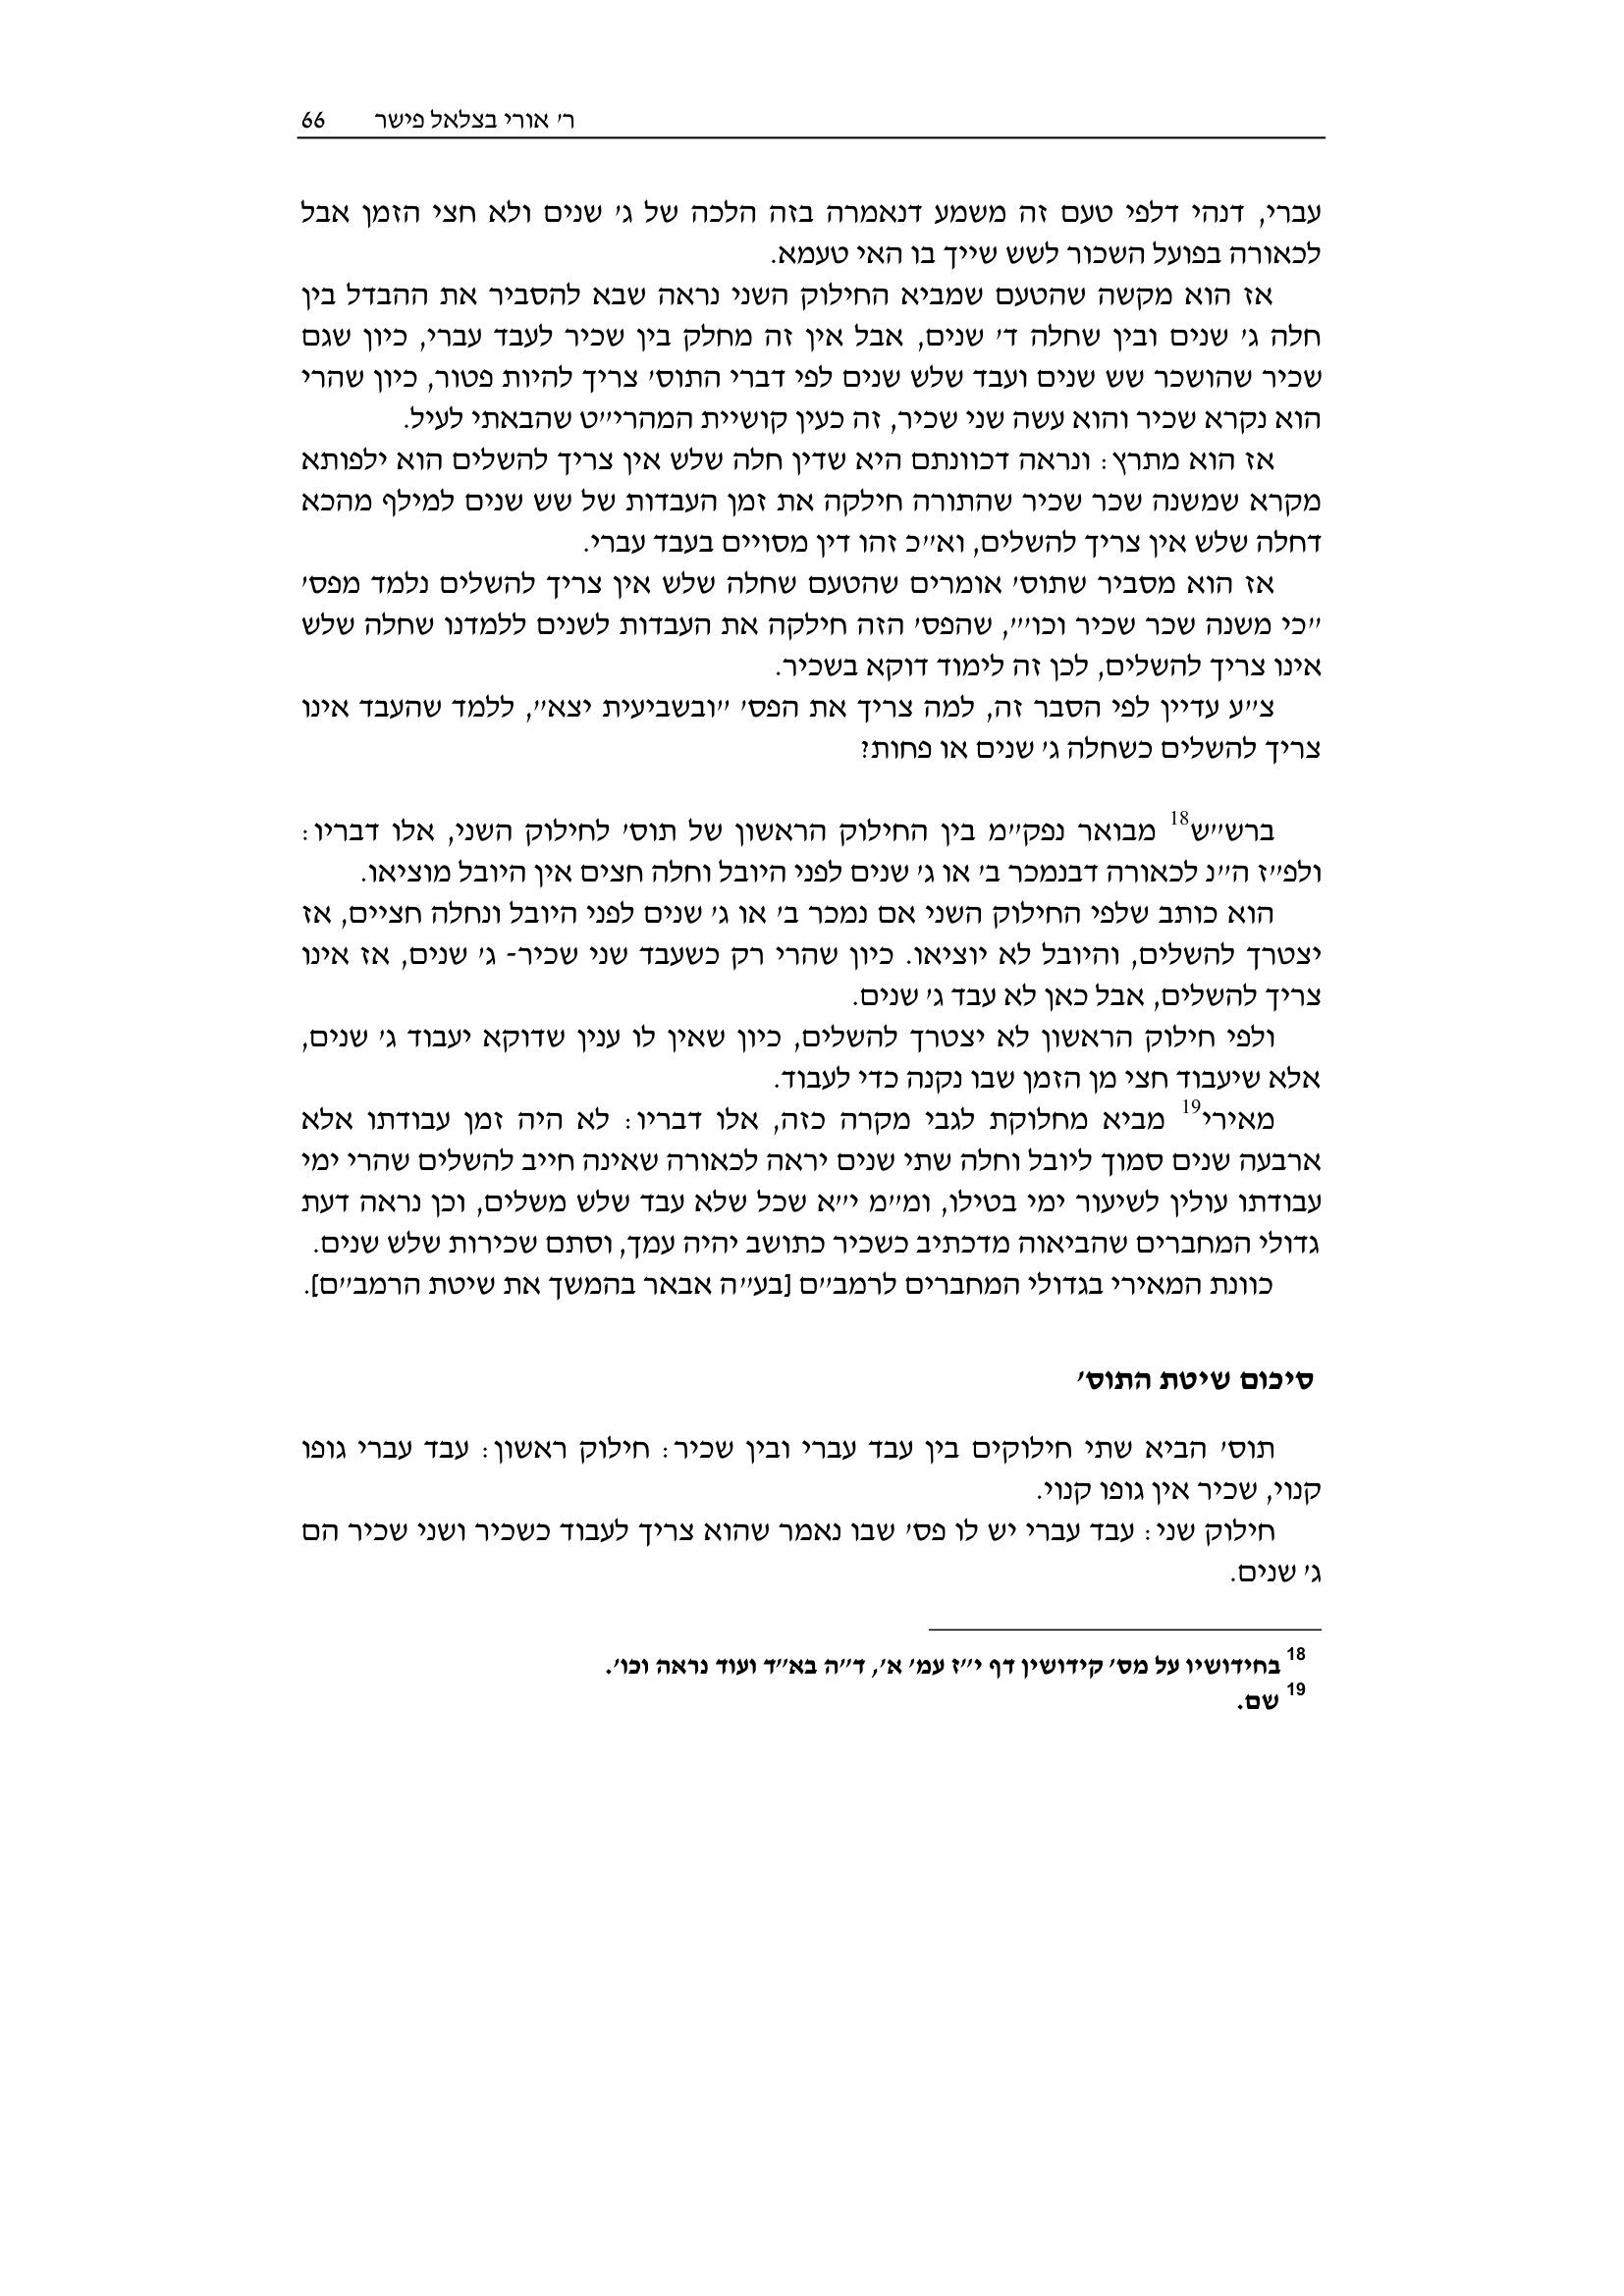 ר' אורי בצלאל פישר 66
עברי, דנהי דלפי טעם זה משמע דנאמרה בזה הלכה של ג' שנים ולא חצי הזמן אבל
לכאורה בפועל השכור לשש שייך בו האי טעמא.
אז הוא מקשה שהטעם שמביא החילוק השני נראה שבא להסביר את ההבדל בין
חלה ג' שנים ובין שחלה ד' שנים, אבל אין זה מחלק בין שכיר לעבד עברי, כיון שגם
שכיר שהושכר שש שנים ועבד שלש שנים לפי דברי התוס' צריך להיות פטור, כיון שהרי
הוא נקרא שכיר והוא עשה שני שכיר, זה כעין קושיית המהרי"ט שהבאתי לעיל.
אז הוא מתרץ: ונראה דכוונתם היא שדין חלה שלש אין צריך להשלים הוא ילפותא
מקרא שמשנה שכר שכיר שהתורה חילקה את זמן העבדות של שש שנים למילף מהכא
דחלה שלש אין צריך להשלים, וא"כ זהו דין מסויים בעבד עברי.
אז הוא מסביר שתוס' אומרים שהטעם שחלה שלש אין צריך להשלים נלמד מפס'
"כי משנה שכר שכיר וכו'", שהפס' הזה חילקה את העבדות לשנים ללמדנו שחלה שלש
אינו צריך להשלים, לכן זה לימוד דוקא בשכיר.
צ"ע עדיין לפי הסבר זה, למה צריך את הפס' "ובשביעית יצא", ללמד שהעבד אינו
צריך להשלים כשחלה ג' שנים או פחות?
ברש"ש18 מבואר נפק"מ בין החילוק הראשון של תוס' לחילוק השני, אלו דבריו:
ולפ"ז ה"נ לכאורה דבנמכר ב' או ג' שנים לפני היובל וחלה חצים אין היובל מוציאו.
הוא כותב שלפי החילוק השני אם נמכר ב' או ג' שנים לפני היובל ונחלה חציים, אז
יצטרך להשלים, והיובל לא יוציאו. כיון שהרי רק כשעבד שני שכיר- ג' שנים, אז אינו
צריך להשלים, אבל כאן לא עבד ג' שנים.
ולפי חילוק הראשון לא יצטרך להשלים, כיון שאין לו ענין שדוקא יעבוד ג' שנים,
אלא שיעבוד חצי מן הזמן שבו נקנה כדי לעבוד.
מאירי19 מביא מחלוקת לגבי מקרה כזה, אלו דבריו: לא היה זמן עבודתו אלא
ארבעה שנים סמוך ליובל וחלה שתי שנים יראה לכאורה שאינה חייב להשלים שהרי ימי
עבודתו עולין לשיעור ימי בטילו, ומ"מ י"א שכל שלא עבד שלש משלים, וכן נראה דעת
גדולי המחברים שהביאוה מדכתיב כשכיר כתושב יהיה עמך, וסתם שכירות שלש שנים.
כוונת המאירי בגדולי המחברים לרמב"ם [בע"ה אבאר בהמשך את שיטת הרמב"ם].
סיכום שיטת התוס'
תוס' הביא שתי חילוקים בין עבד עברי ובין שכיר: חילוק ראשון: עבד עברי גופו
קנוי, שכיר אין גופו קנוי.
חילוק שני: עבד עברי יש לו פס' שבו נאמר שהוא צריך לעבוד כשכיר ושני שכיר הם
ג' שנים.
18 בחידושיו על מס' קידושין דף י"ז עמ' א', ד"ה בא"ד ועוד נראה וכו'.
19 שם.